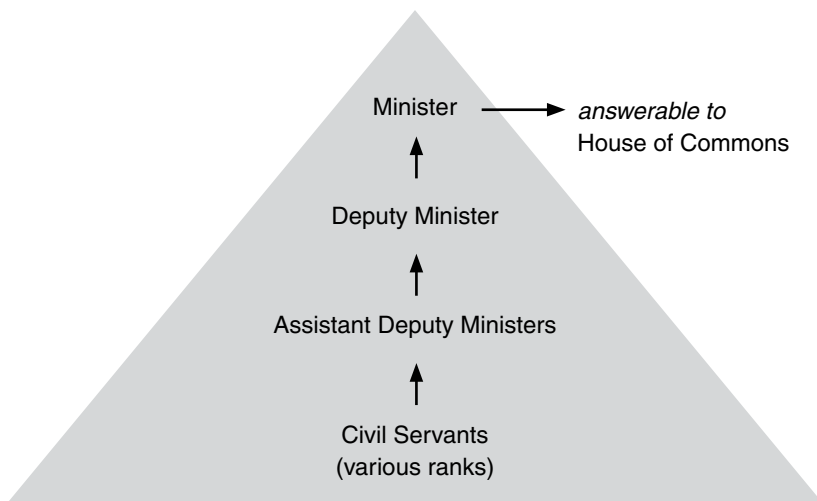 Minister
answerable to
House of Commons
Deputy Minister
Assistant Deputy Ministers
Civil Servants
(various ranks)